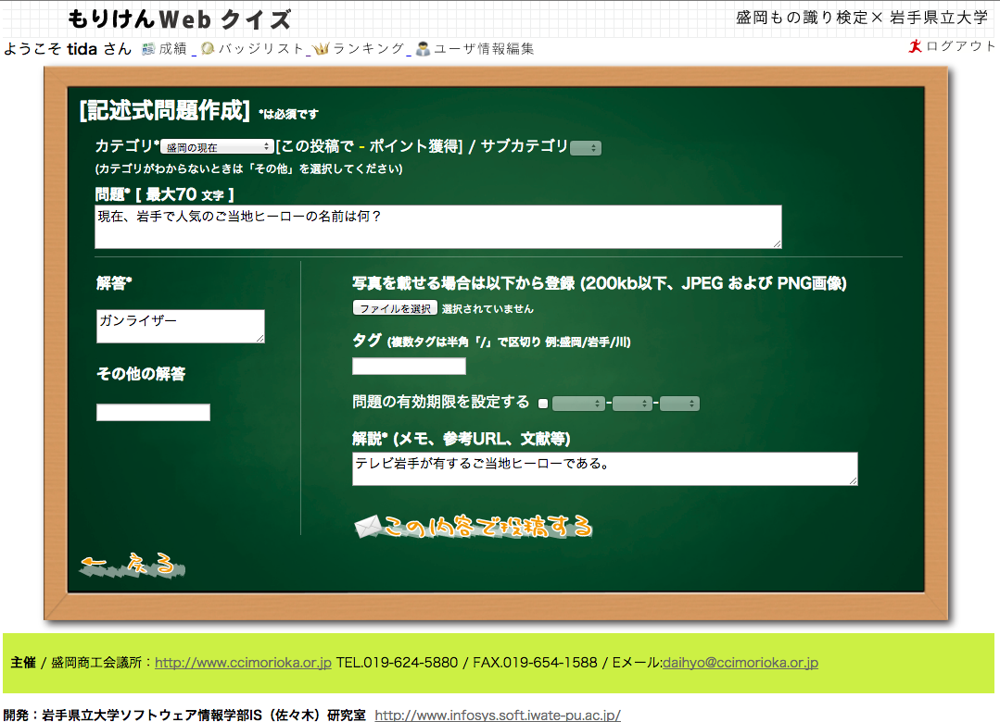 もりけんWeb クイズ
盛岡もの識り検定× 岩手県立大学
ようこそ tida さん 成績 バッジリスト ランキング ユーザ情報編集
ログアウト
[記述式問題作成] *は必須です
カテゴリ* 盛岡の現在 [この投稿で - ポイント獲得] / サブカテゴリ
(カテゴリがわからないときは「その他」を選択してください)
問題* [ 最大70 文字 ]
現在、岩手で人気のご当地ヒーローの名前は何？
解答*
ガンライザー
その他の解答
写真を載せる場合は以下から登録 (200kb以下、JPEG および PNG画像)
ファイルを選択 選択されていません
タグ (複数タグは半角「/」で区切り 例:盛岡/岩手/川)
問題の有効期限を設定する - -
解説* (メモ、参考URL、文献等)
テレビ岩手が有するご当地ヒーローである。
この内容で投稿する
← 戻る
主催 / 盛岡商工会議所：http://www.ccimorioka.or.jp TEL.019-624-5880 / FAX.019-654-1588 / Eメール:daihyo@ccimorioka.or.jp
開発：岩手県立大学ソフトウェア情報学部IS（佐々木）研究室 http://www.infosys.soft.iwate-pu.ac.jp/